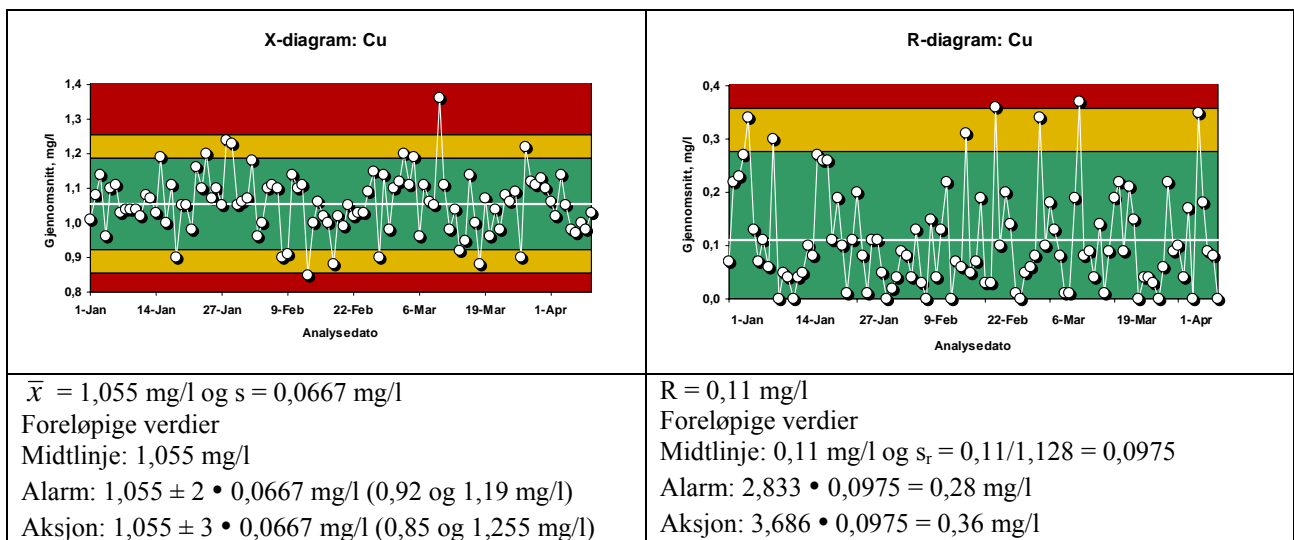 X-diagram: Cu
1,4
1,3
1,2
1,1
1,0
0,9
0,8
Gjennomsnitt, mg/l
1-Jan 14-Jan 27-Jan 9-Feb 22-Feb 6-Mar 19-Mar 1-Apr
Analysedato
R-diagram: Cu
0,4
0,3
0,2
0,1
0,0
Gjennomsnitt, mg/l
1-Jan 14-Jan 27-Jan 9-Feb 22-Feb 6-Mar 19-Mar 1-Apr
Analysedato
x̅ = 1,055 mg/l og s = 0,0667 mg/l
Foreløpige verdier
Midtlinje: 1,055 mg/l
Alarm: 1,055 ± 2 • 0,0667 mg/l (0,92 og 1,19 mg/l)
Aksjon: 1,055 ± 3 • 0,0667 mg/l (0,85 og 1,255 mg/l)
R = 0,11 mg/l
Foreløpige verdier
Midtlinje: 0,11 mg/l og sᵣ = 0,11/1,128 = 0,0975
Alarm: 2,833 • 0,0975 = 0,28 mg/l
Aksjon: 3,686 • 0,0975 = 0,36 mg/l